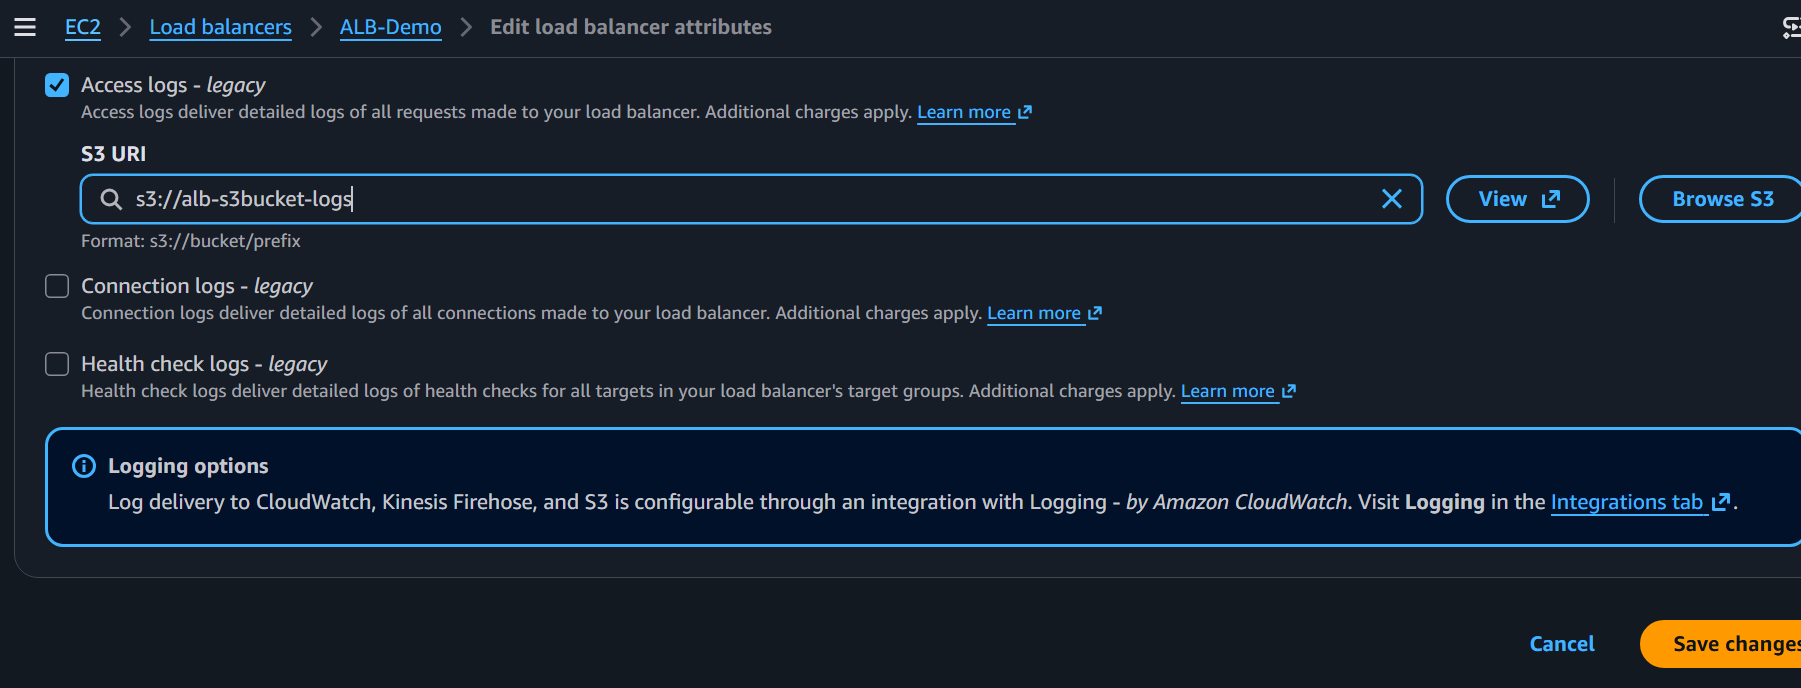 EC2 > Load balancers > ALB-Demo > Edit load balancer attributes
Access logs - legacy
Access logs deliver detailed logs of all requests made to your load balancer. Additional charges apply. Learn more
S3 URI
s3://alb-s3bucket-logs
View
Browse S3
Format: s3://bucket/prefix
Connection logs - legacy
Connection logs deliver detailed logs of all connections made to your load balancer. Additional charges apply. Learn more
Health check logs - legacy
Health check logs deliver detailed logs of health checks for all targets in your load balancer's target groups. Additional charges apply. Learn more
Logging options
Log delivery to CloudWatch, Kinesis Firehose, and S3 is configurable through an integration with Logging - by Amazon CloudWatch. Visit Logging in the Integrations tab.
Cancel
Save changes